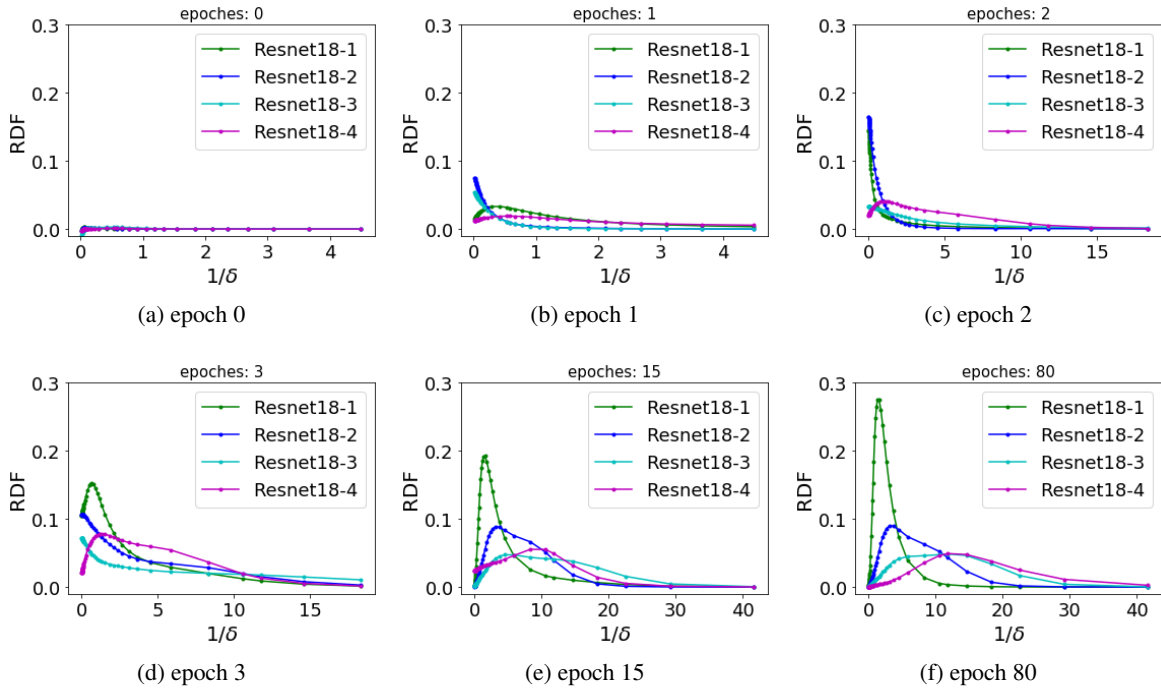 epoches: 0
0.3
0.2
0.1
0.0
RDF
Resnet18-1
Resnet18-2
Resnet18-3
Resnet18-4
0 1 2 3 4
1/δ
(a) epoch 0
epoches: 1
0.3
0.2
0.1
0.0
RDF
Resnet18-1
Resnet18-2
Resnet18-3
Resnet18-4
0 1 2 3 4
1/δ
(b) epoch 1
epoches: 2
0.3
0.2
0.1
0.0
RDF
Resnet18-1
Resnet18-2
Resnet18-3
Resnet18-4
0 5 10 15
1/δ
(c) epoch 2
epoches: 3
0.3
0.2
0.1
0.0
RDF
Resnet18-1
Resnet18-2
Resnet18-3
Resnet18-4
0 5 10 15
1/δ
(d) epoch 3
epoches: 15
0.3
0.2
0.1
0.0
RDF
Resnet18-1
Resnet18-2
Resnet18-3
Resnet18-4
0 10 20 30 40
1/δ
(e) epoch 15
epoches: 80
0.3
0.2
0.1
0.0
RDF
Resnet18-1
Resnet18-2
Resnet18-3
Resnet18-4
0 10 20 30 40
1/δ
(f) epoch 80